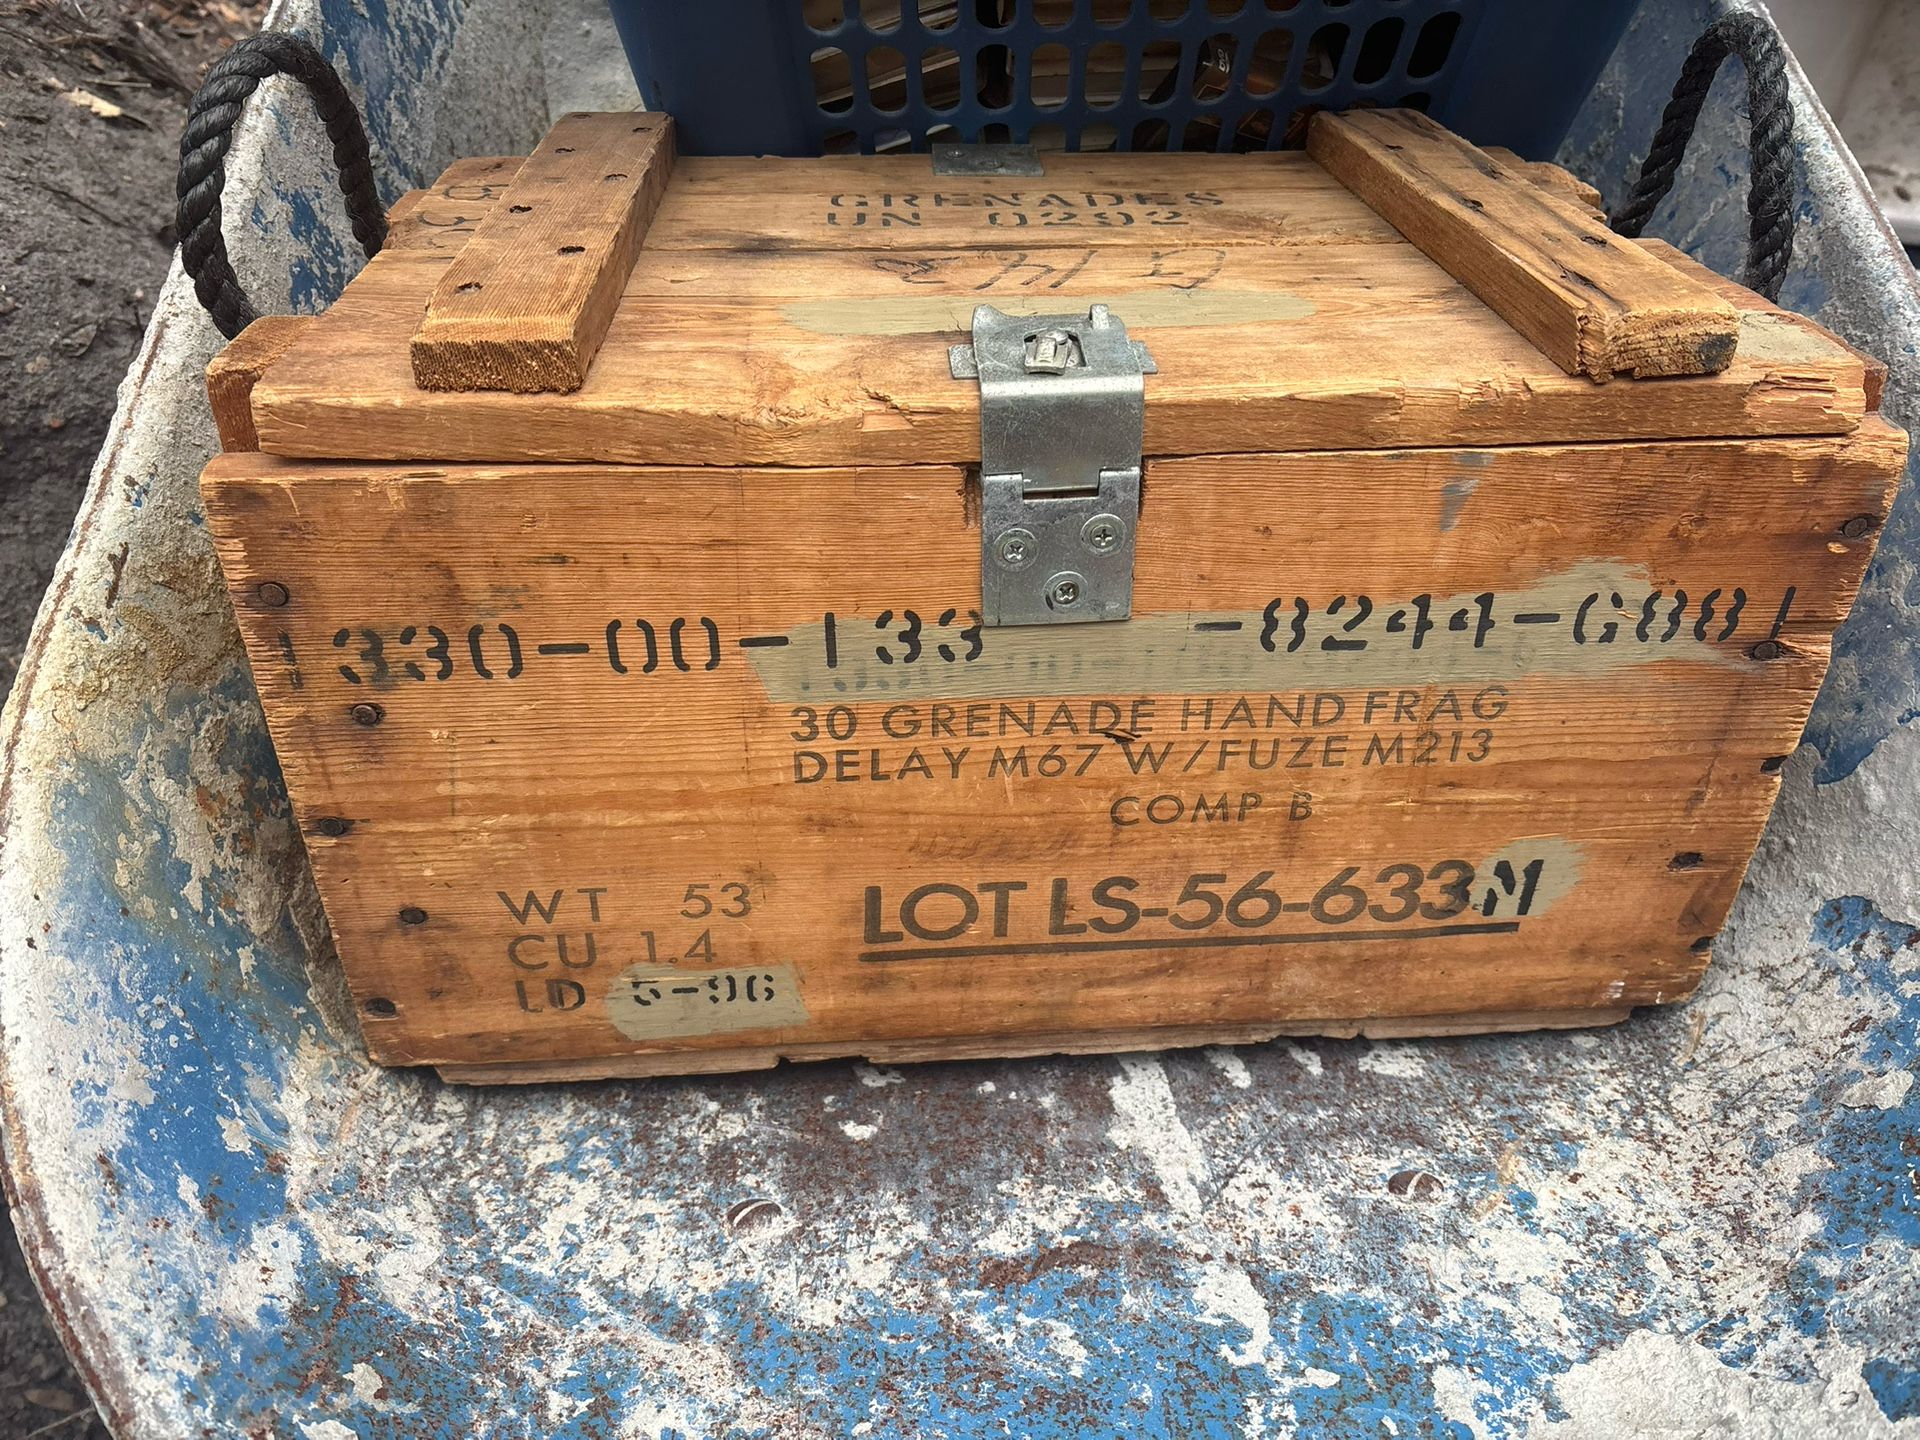 GRENADES
UN 0292
1330-00-133 -8244-G881
30 GRENADE HAND FRAG
DELAY M67 W/FUZE M213
COMP B
WT 53
CU 1.4
LD 5-96
LOT LS-56-633M